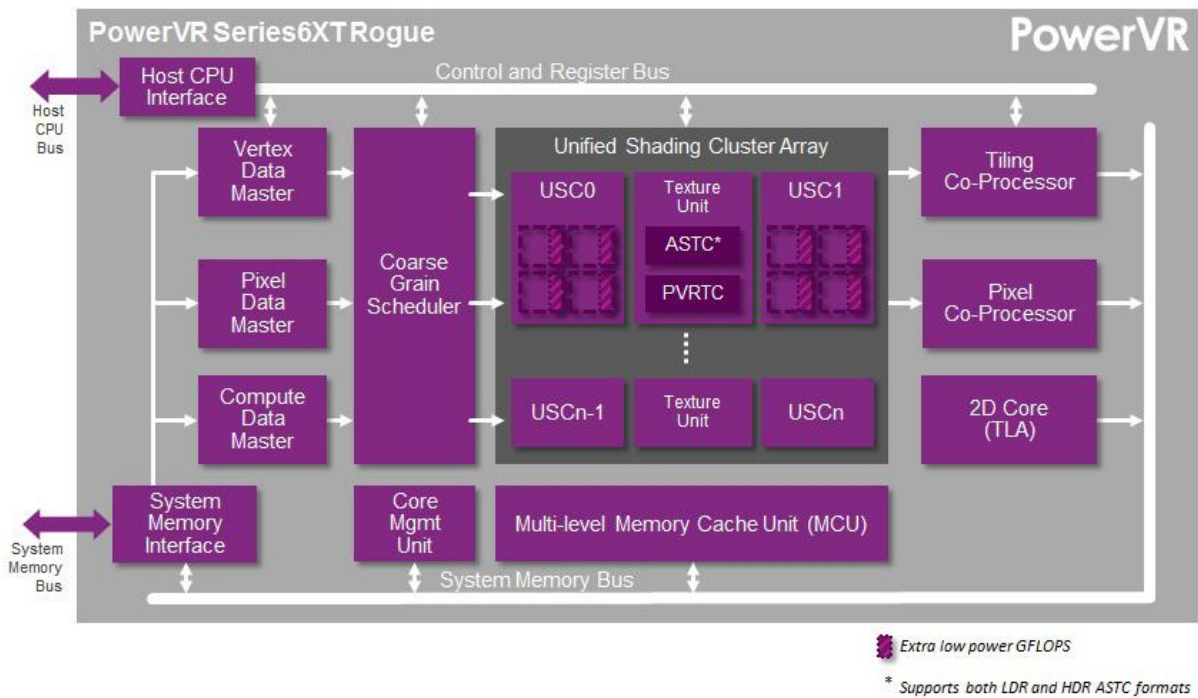 PowerVR Series6XT Rogue
PowerVR
Host CPU
Interface
Control and Register Bus
Host
CPU
Bus
Vertex
Data
Master
Pixel
Data
Master
Compute
Data
Master
Coarse
Grain
Scheduler
Unified Shading Cluster Array
USC0
Texture
Unit
ASTC*
PVRTC
USC1
USCn-1
Texture
Unit
USCn
Tiling
Co-Processor
Pixel
Co-Processor
2D Core
(TLA)
System
Memory
Interface
Core
Mgmt
Unit
Multi-level Memory Cache Unit (MCU)
System
Memory
Bus
System Memory Bus
Extra low power GFLOPS
* Supports both LDR and HDR ASTC formats